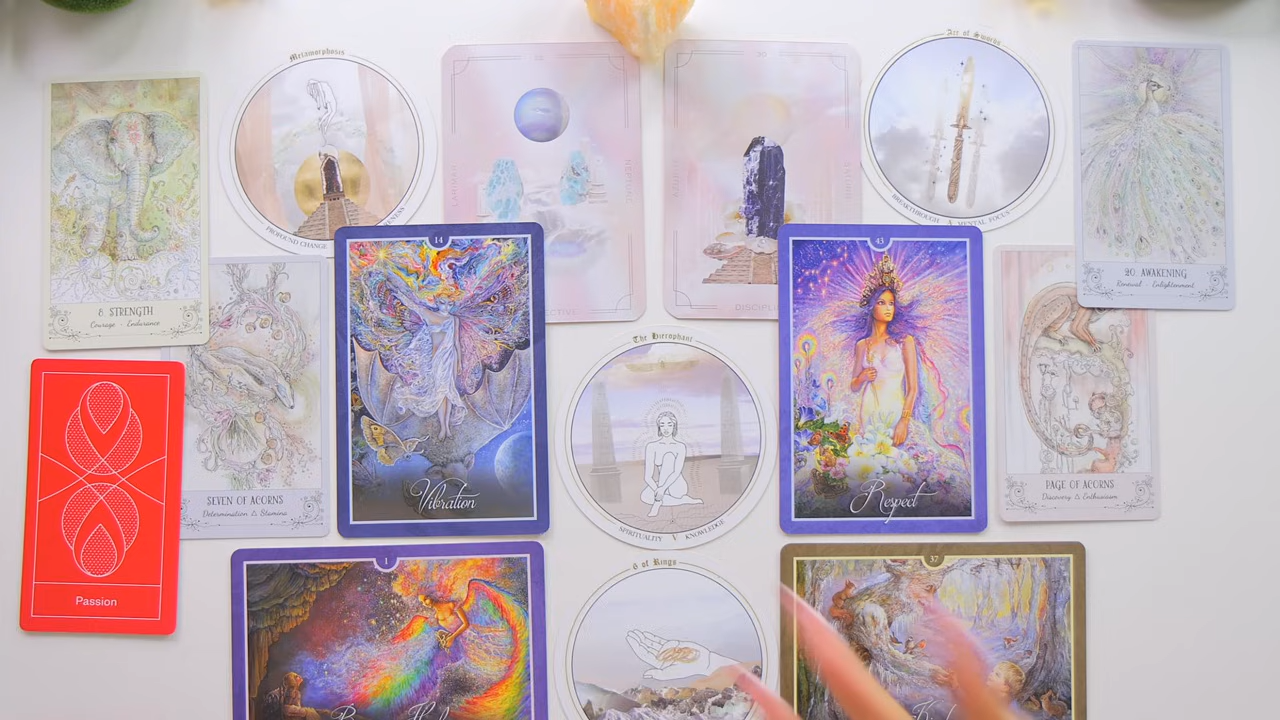 8. STRENGTH
Courage - Endurance
Metamorphosis
PROFOUND CHANGE
Ace of Swords
BREAKTHROUGH A MENTAL FOCUS
20. AWAKENING
Renewal - Enlightenment
NEPTUNE
DISCIPL
SEVEN OF ACORNS
Determination & Stamina
14
Vibration
The Hierophant
SPIRITUALITY V KNOWLEDGE
43
Respect
PAGE OF ACORNS
Discovery & Enthusiasm
Passion
1
6 of Rings
37